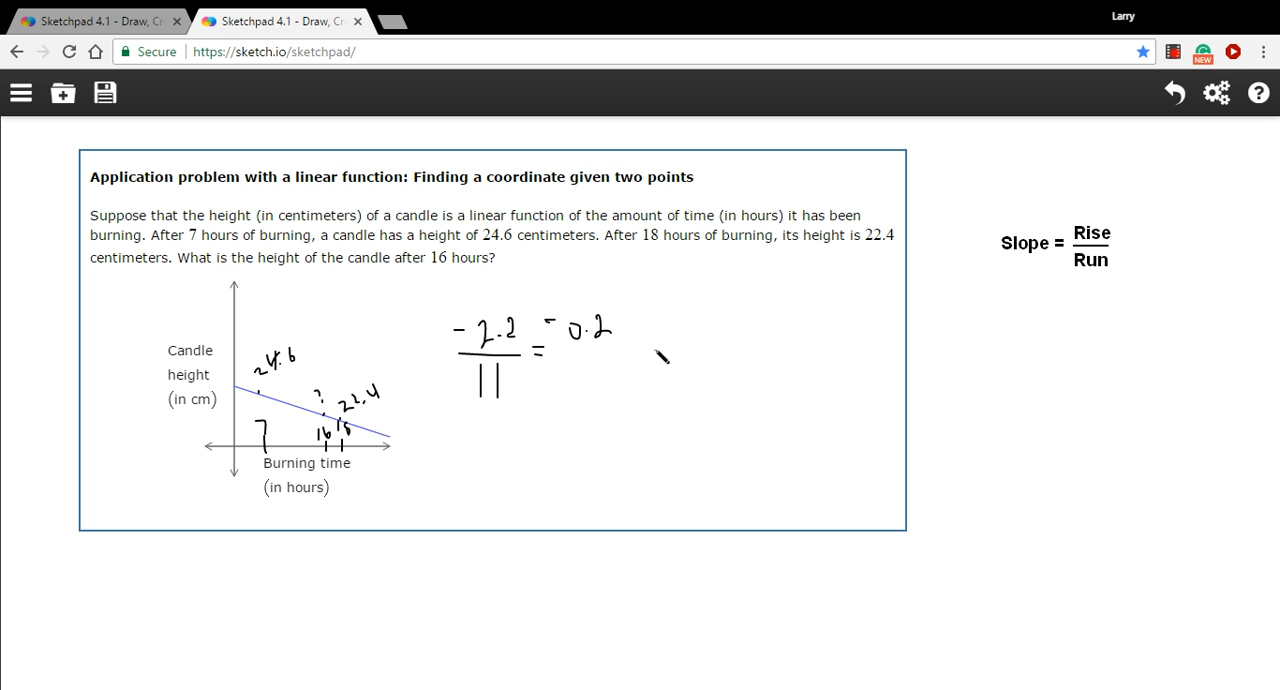 Larry
Sketchpad 4.1 - Draw, Cr
Sketchpad 4.1 - Draw, Cr
Secure
https://sketch.io/sketchpad/
NEW
Application problem with a linear function: Finding a coordinate given two points
Suppose that the height (in centimeters) of a candle is a linear function of the amount of time (in hours) it has been
burning. After 7 hours of burning, a candle has a height of 24.6 centimeters. After 18 hours of burning, its height is 22.4
centimeters. What is the height of the candle after 16 hours?
Slope = Rise
Run
-2.2 = -0.2
11
Candle
height
(in cm)
24.6
?
22.4
7
16
18
Burning time
(in hours)